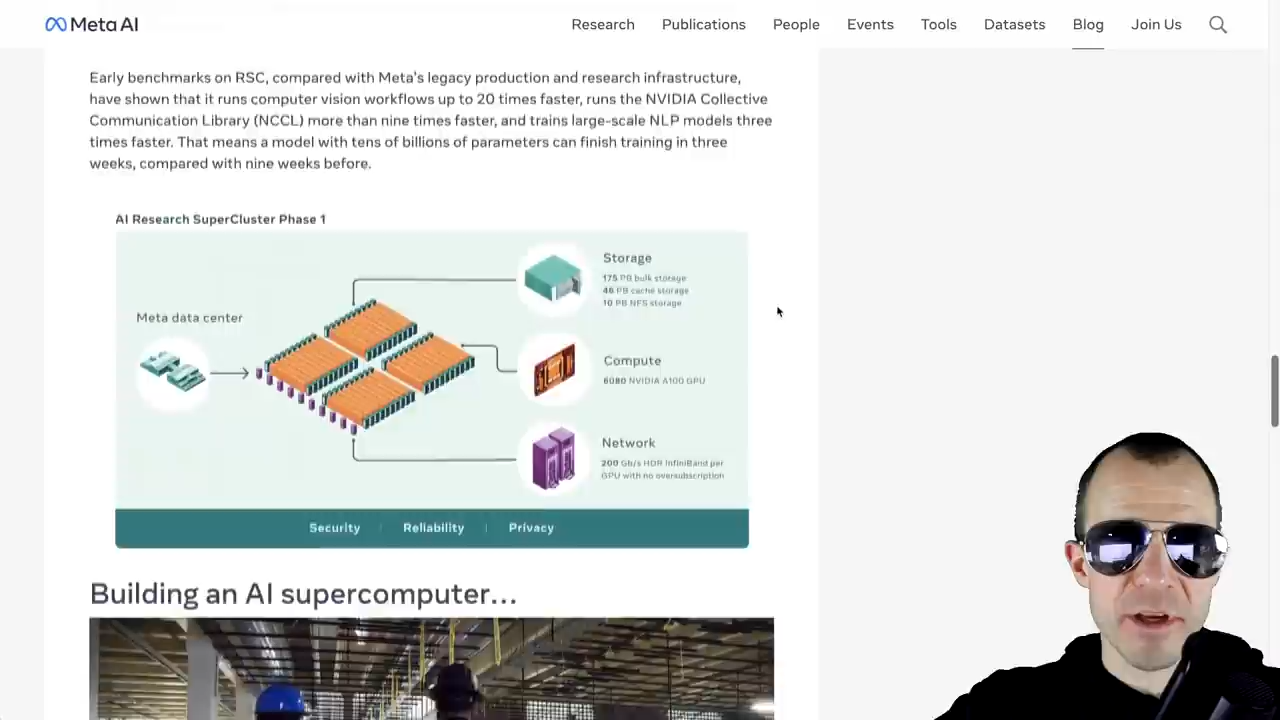 Meta AI
Research Publications People Events Tools Datasets Blog Join Us
Early benchmarks on RSC, compared with Meta's legacy production and research infrastructure,
have shown that it runs computer vision workflows up to 20 times faster, runs the NVIDIA Collective
Communication Library (NCCL) more than nine times faster, and trains large-scale NLP models three
times faster. That means a model with tens of billions of parameters can finish training in three
weeks, compared with nine weeks before.
AI Research SuperCluster Phase 1
Meta data center
Storage
175 PB bulk storage
46 PB cache storage
10 PB NFS storage
Compute
6080 NVIDIA A100 GPU
Network
200 Gb/s HDR InfiniBand per
GPU with no oversubscription
Security | Reliability | Privacy
Building an AI supercomputer...